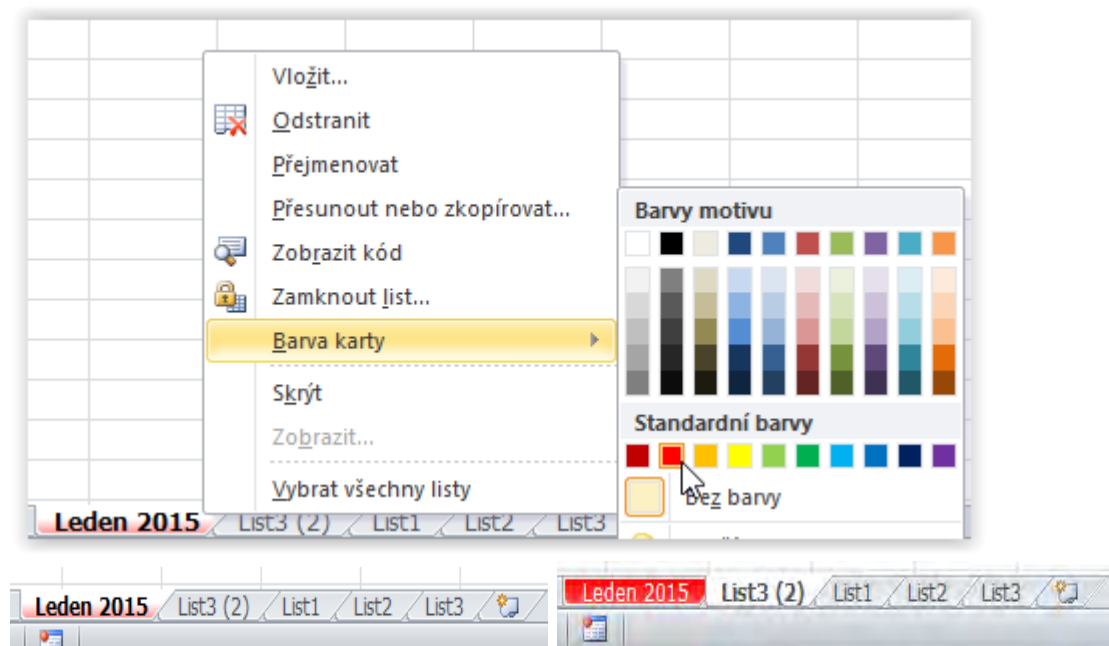 Vložit...
Odstranit
Přejmenovat
Přesunout nebo zkopírovat...
Zobrazit kód
Zamknout list...
Barva karty
Skrýt
Zobrazit...
Vybrat všechny listy
Barvy motivu
Standardní barvy
Bez barvy
Leden 2015 List3 (2) List1 List2 List3
Leden 2015 List3 (2) List1 List2 List3
Leden 2015 List3 (2) List1 List2 List3